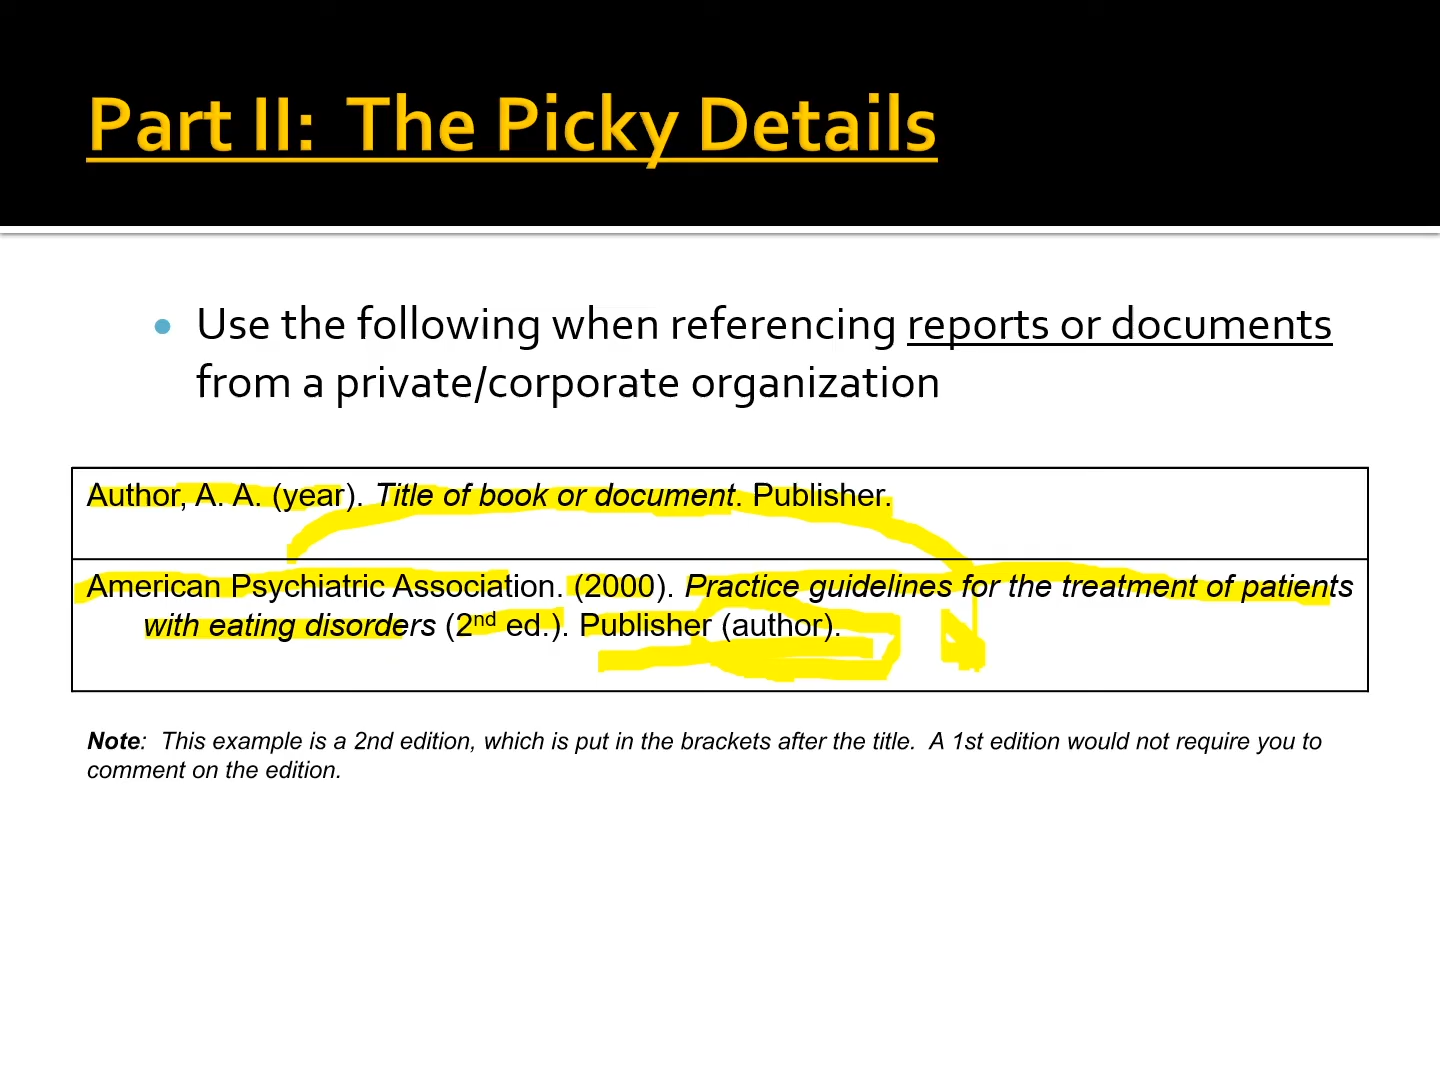 Part II:  The Picky Details
• Use the following when referencing reports or documents
from a private/corporate organization
Author, A. A. (year). Title of book or document. Publisher.
American Psychiatric Association. (2000). Practice guidelines for the treatment of patients
with eating disorders (2nd ed.). Publisher (author).
Note:  This example is a 2nd edition, which is put in the brackets after the title.  A 1st edition would not require you to
comment on the edition.